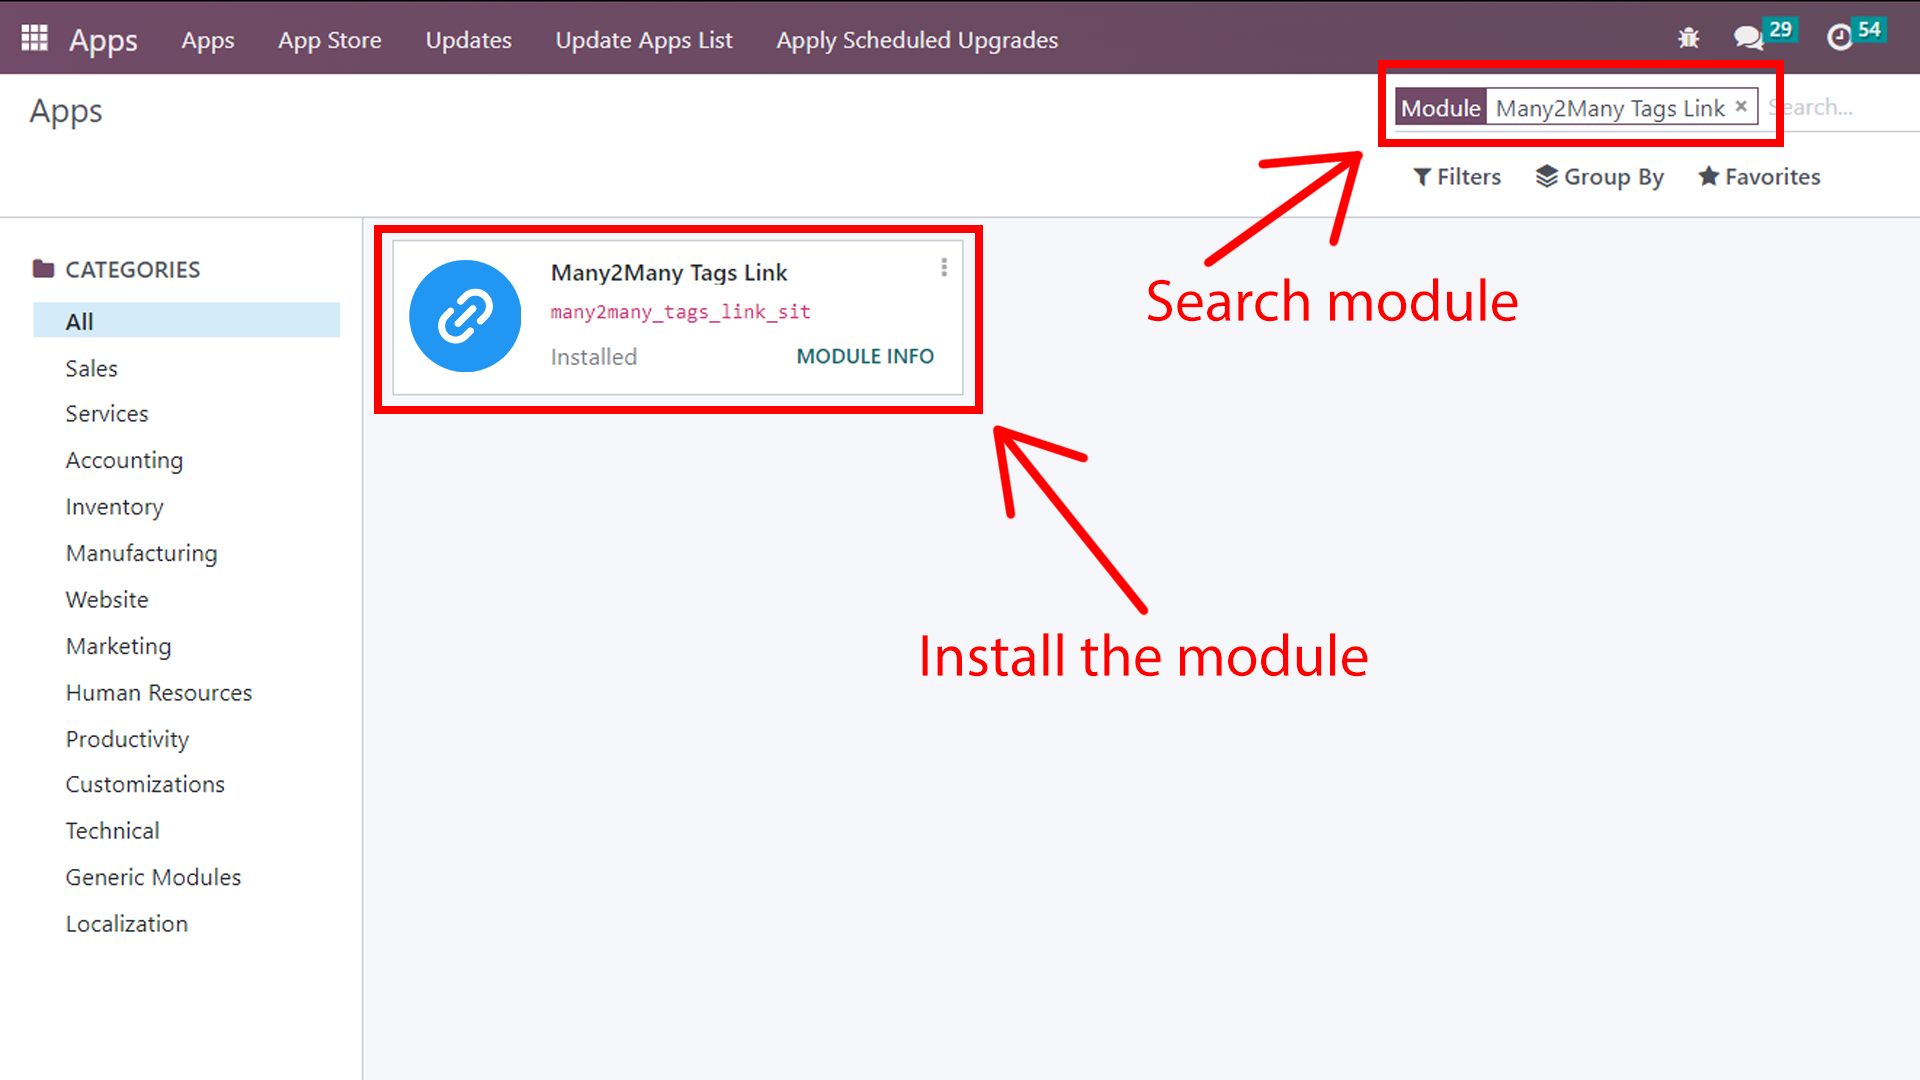 Apps Apps App Store Updates Update Apps List Apply Scheduled Upgrades 29 54
Apps
Module Many2Many Tags Link × Search...
Filters Group By Favorites
CATEGORIES
All
Sales
Services
Accounting
Inventory
Manufacturing
Website
Marketing
Human Resources
Productivity
Customizations
Technical
Generic Modules
Localization
Many2Many Tags Link
many2many_tags_link_sit
Installed MODULE INFO
Search module
Install the module